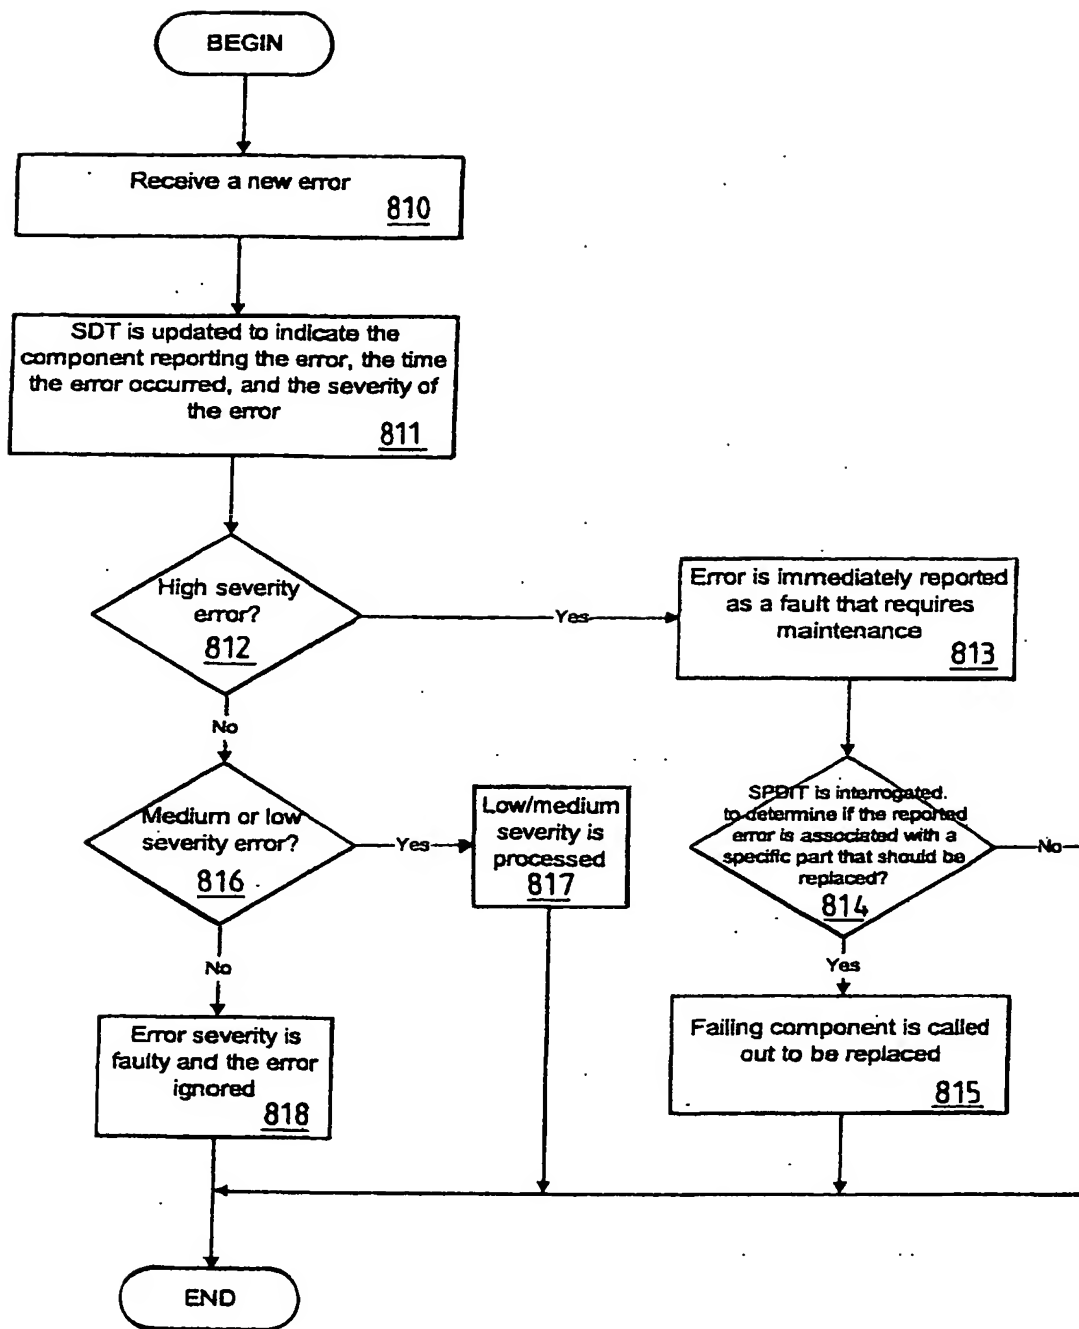 BEGIN
Receive a new error
810
SDT is updated to indicate the
component reporting the error, the time
the error occurred, and the severity of
the error
811
High severity
error?
812
Yes
Error is immediately reported
as a fault that requires
maintenance
813
No
Medium or low
severity error?
816
Yes
Low/medium
severity is
processed
817
SPDIT is interrogated.
to determine if the reported
error is associated with a
specific part that should be
replaced?
814
No
Yes
No
Error severity is
faulty and the error
ignored
818
Failing component is called
out to be replaced
815
END